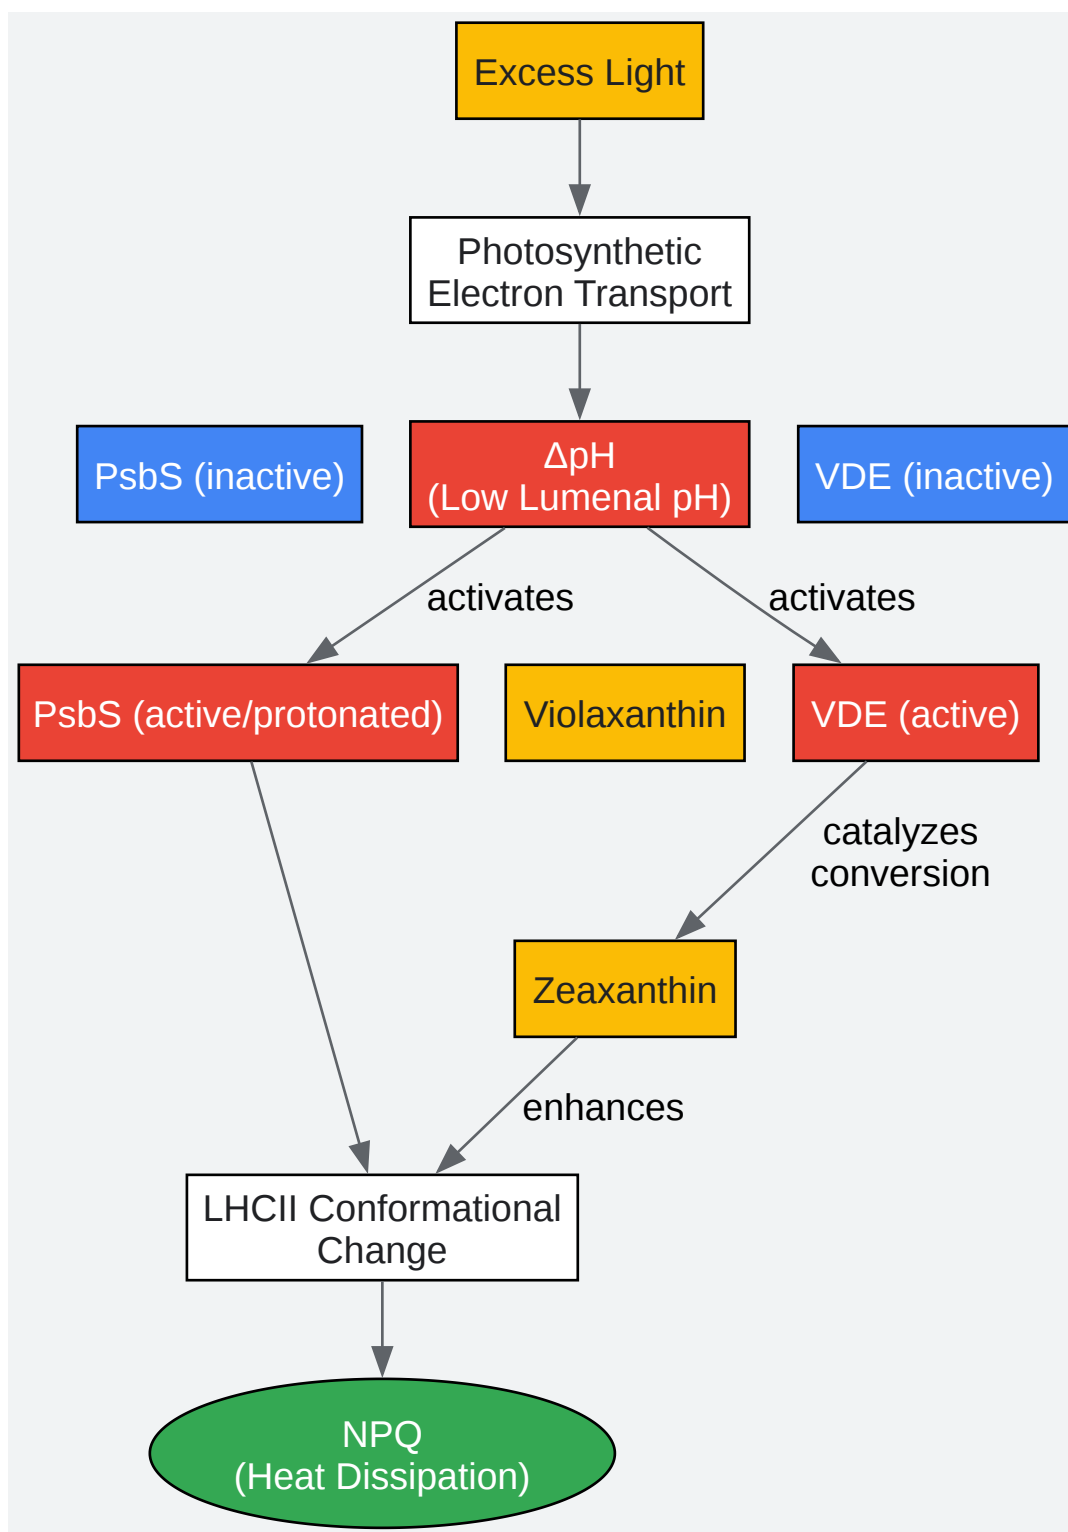 Excess Light
Photosynthetic
Electron Transport
PsbS (inactive)
ΔpH
(Low Lumenal pH)
VDE (inactive)
activates
activates
PsbS (active/protonated)
Violaxanthin
VDE (active)
catalyzes
conversion
Zeaxanthin
enhances
LHCII Conformational
Change
NPQ
(Heat Dissipation)